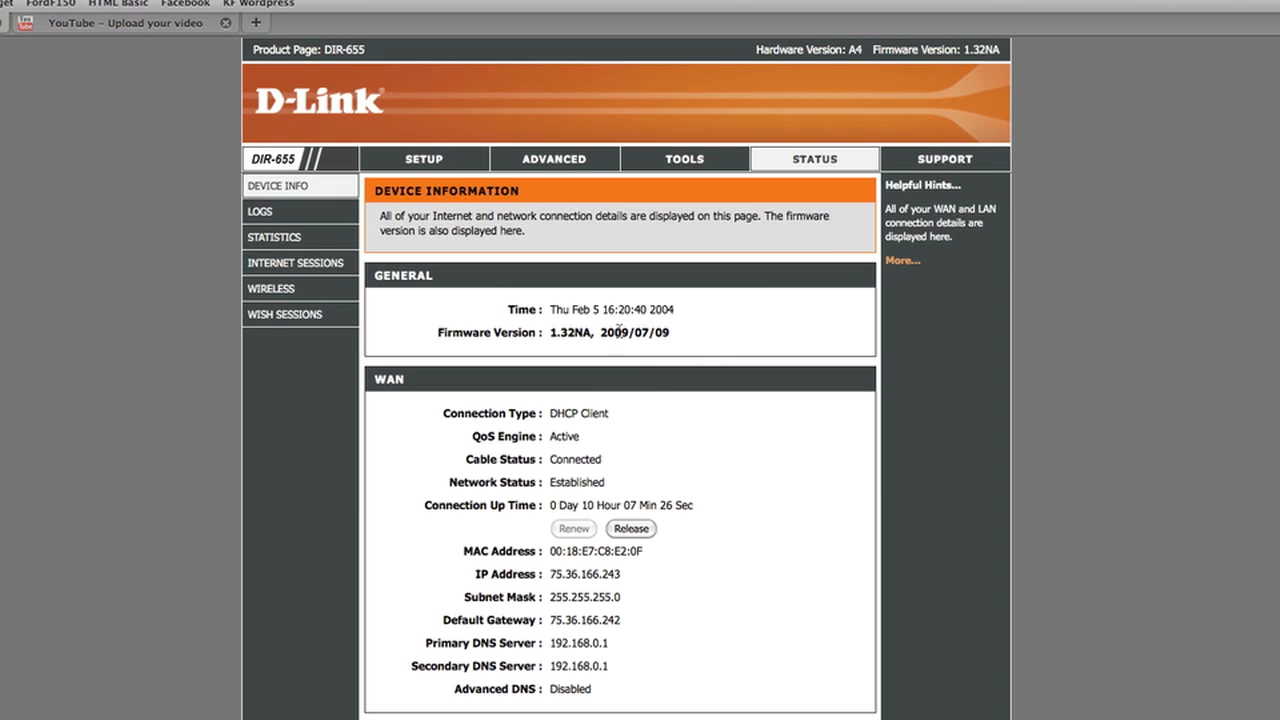 get FordF150 HTML Basic Facebook KF Wordpress
You Tube YouTube – Upload your video
Product Page: DIR-655 Hardware Version: A4 Firmware Version: 1.32NA
D-Link
DIR-655 SETUP ADVANCED TOOLS STATUS SUPPORT
DEVICE INFO
LOGS
STATISTICS
INTERNET SESSIONS
WIRELESS
WISH SESSIONS
DEVICE INFORMATION
All of your Internet and network connection details are displayed on this page. The firmware
version is also displayed here.
GENERAL
Time : Thu Feb 5 16:20:40 2004
Firmware Version : 1.32NA, 2009/07/09
WAN
Connection Type : DHCP Client
QoS Engine : Active
Cable Status : Connected
Network Status : Established
Connection Up Time : 0 Day 10 Hour 07 Min 26 Sec
Renew Release
MAC Address : 00:18:E7:C8:E2:0F
IP Address : 75.36.166.243
Subnet Mask : 255.255.255.0
Default Gateway : 75.36.166.242
Primary DNS Server : 192.168.0.1
Secondary DNS Server : 192.168.0.1
Advanced DNS : Disabled
Helpful Hints...
All of your WAN and LAN
connection details are
displayed here.
More...